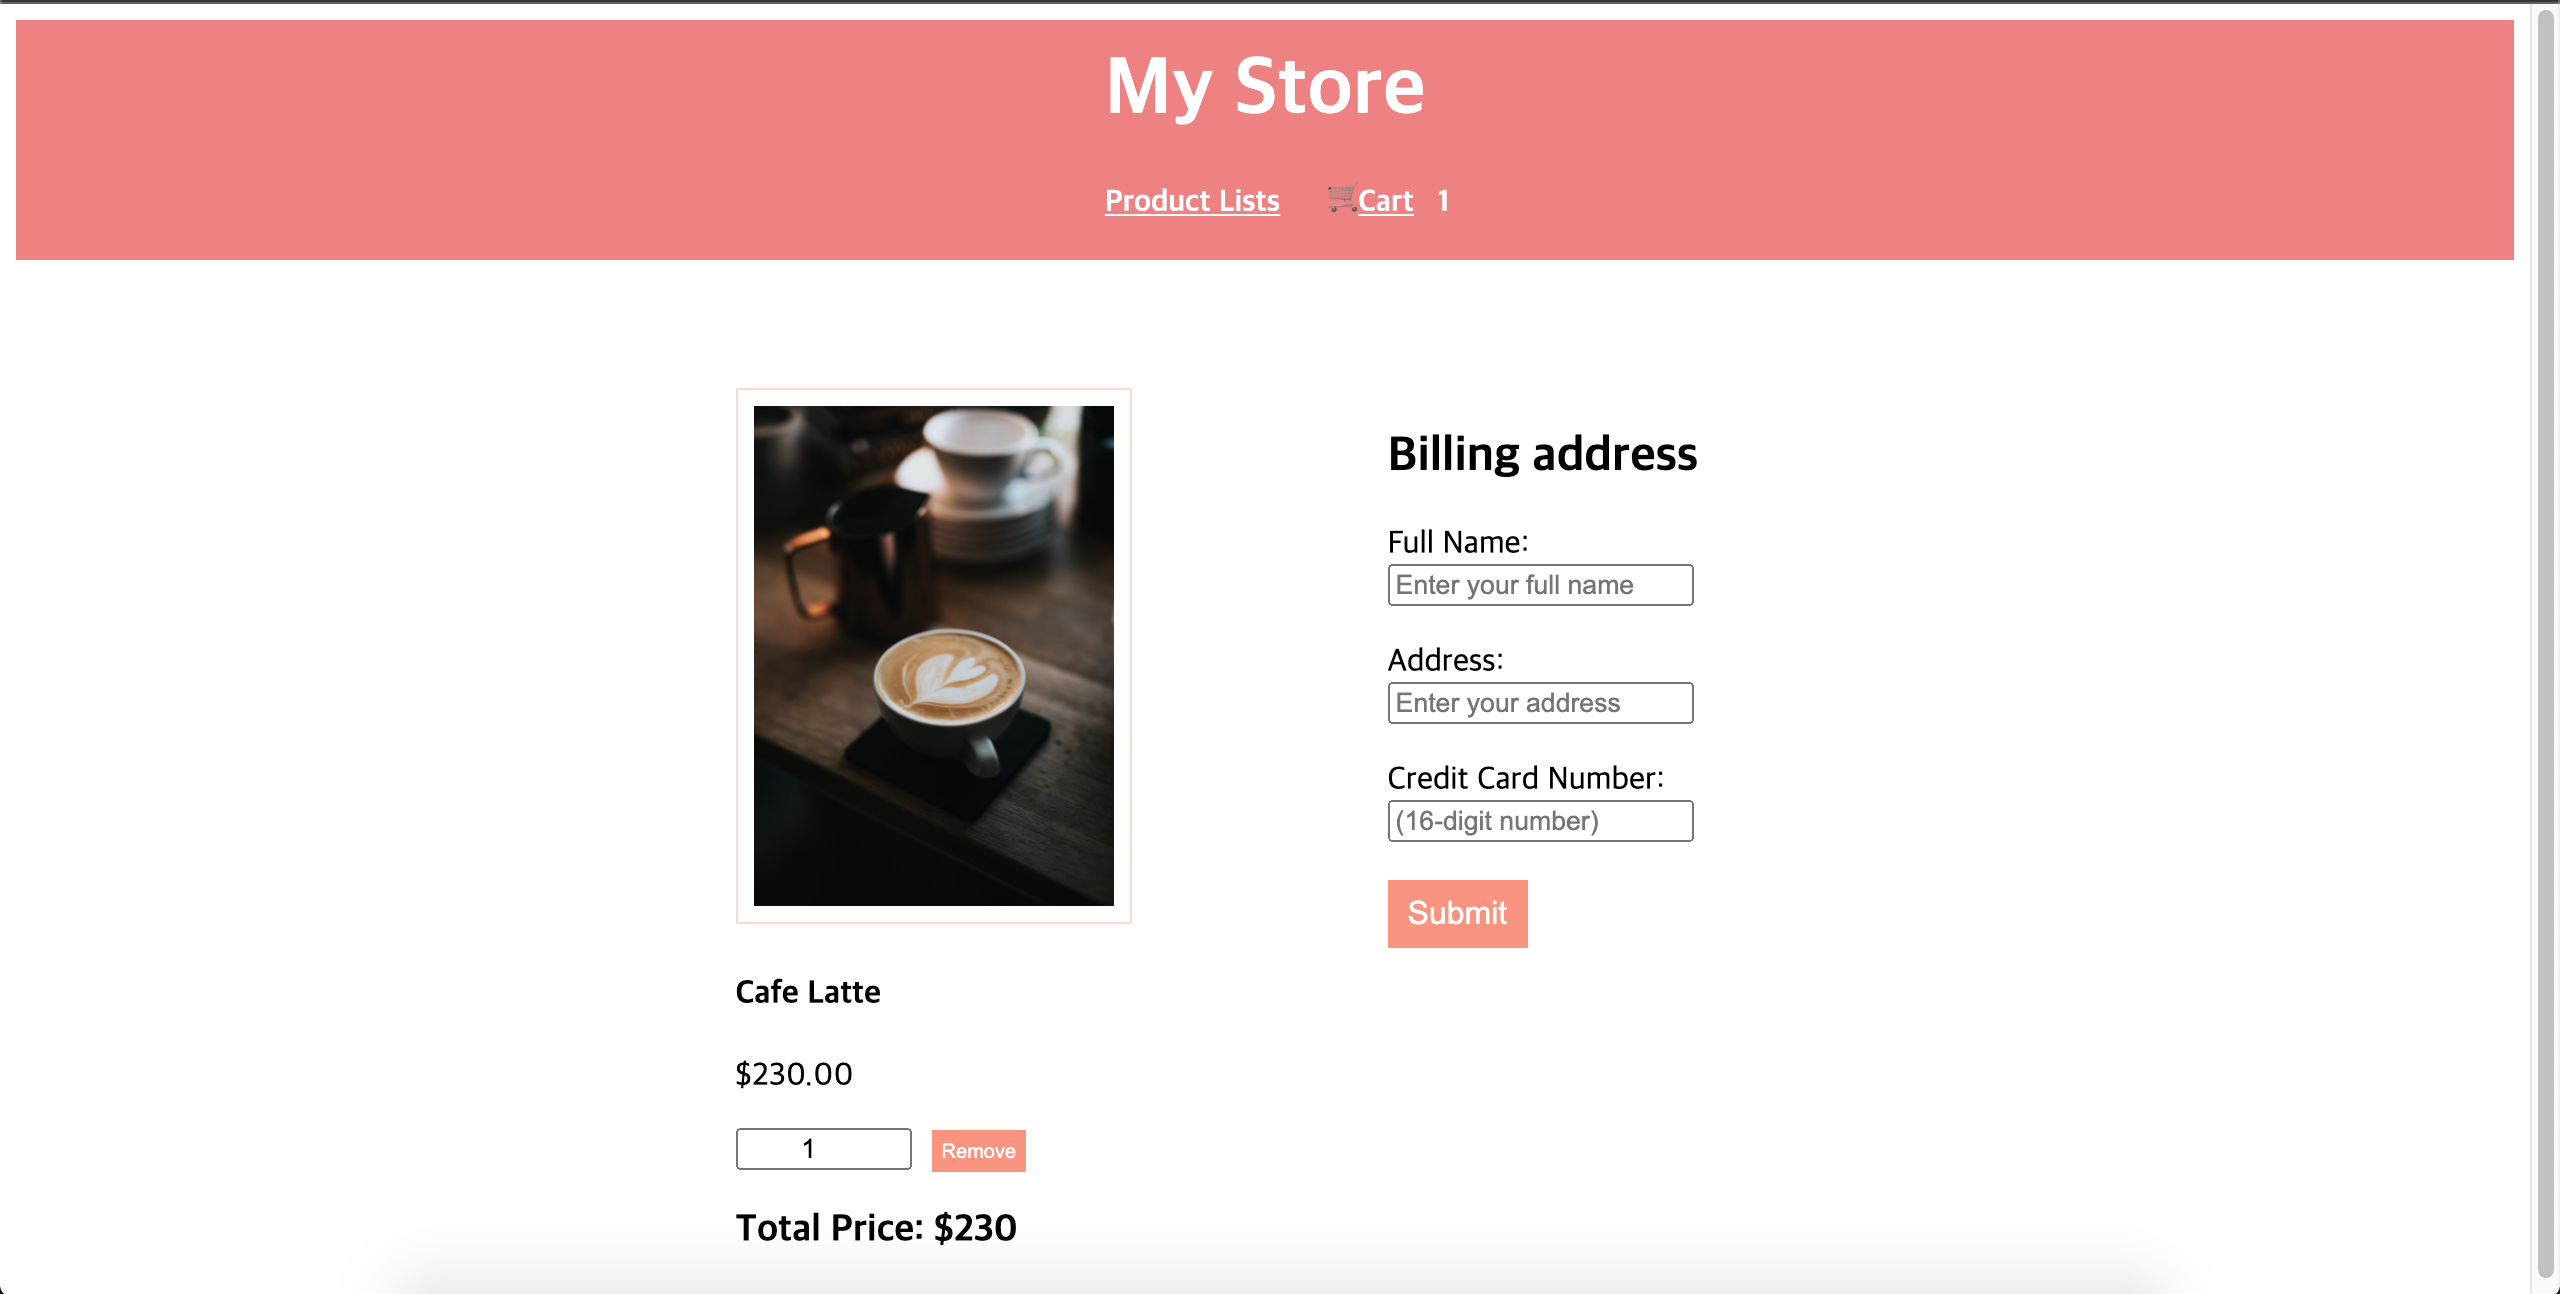 My Store
Product Lists 🛒Cart 1
Billing address
Full Name:
Enter your full name
Address:
Enter your address
Credit Card Number:
(16-digit number)
Submit
Cafe Latte
$230.00
1 Remove
Total Price: $230